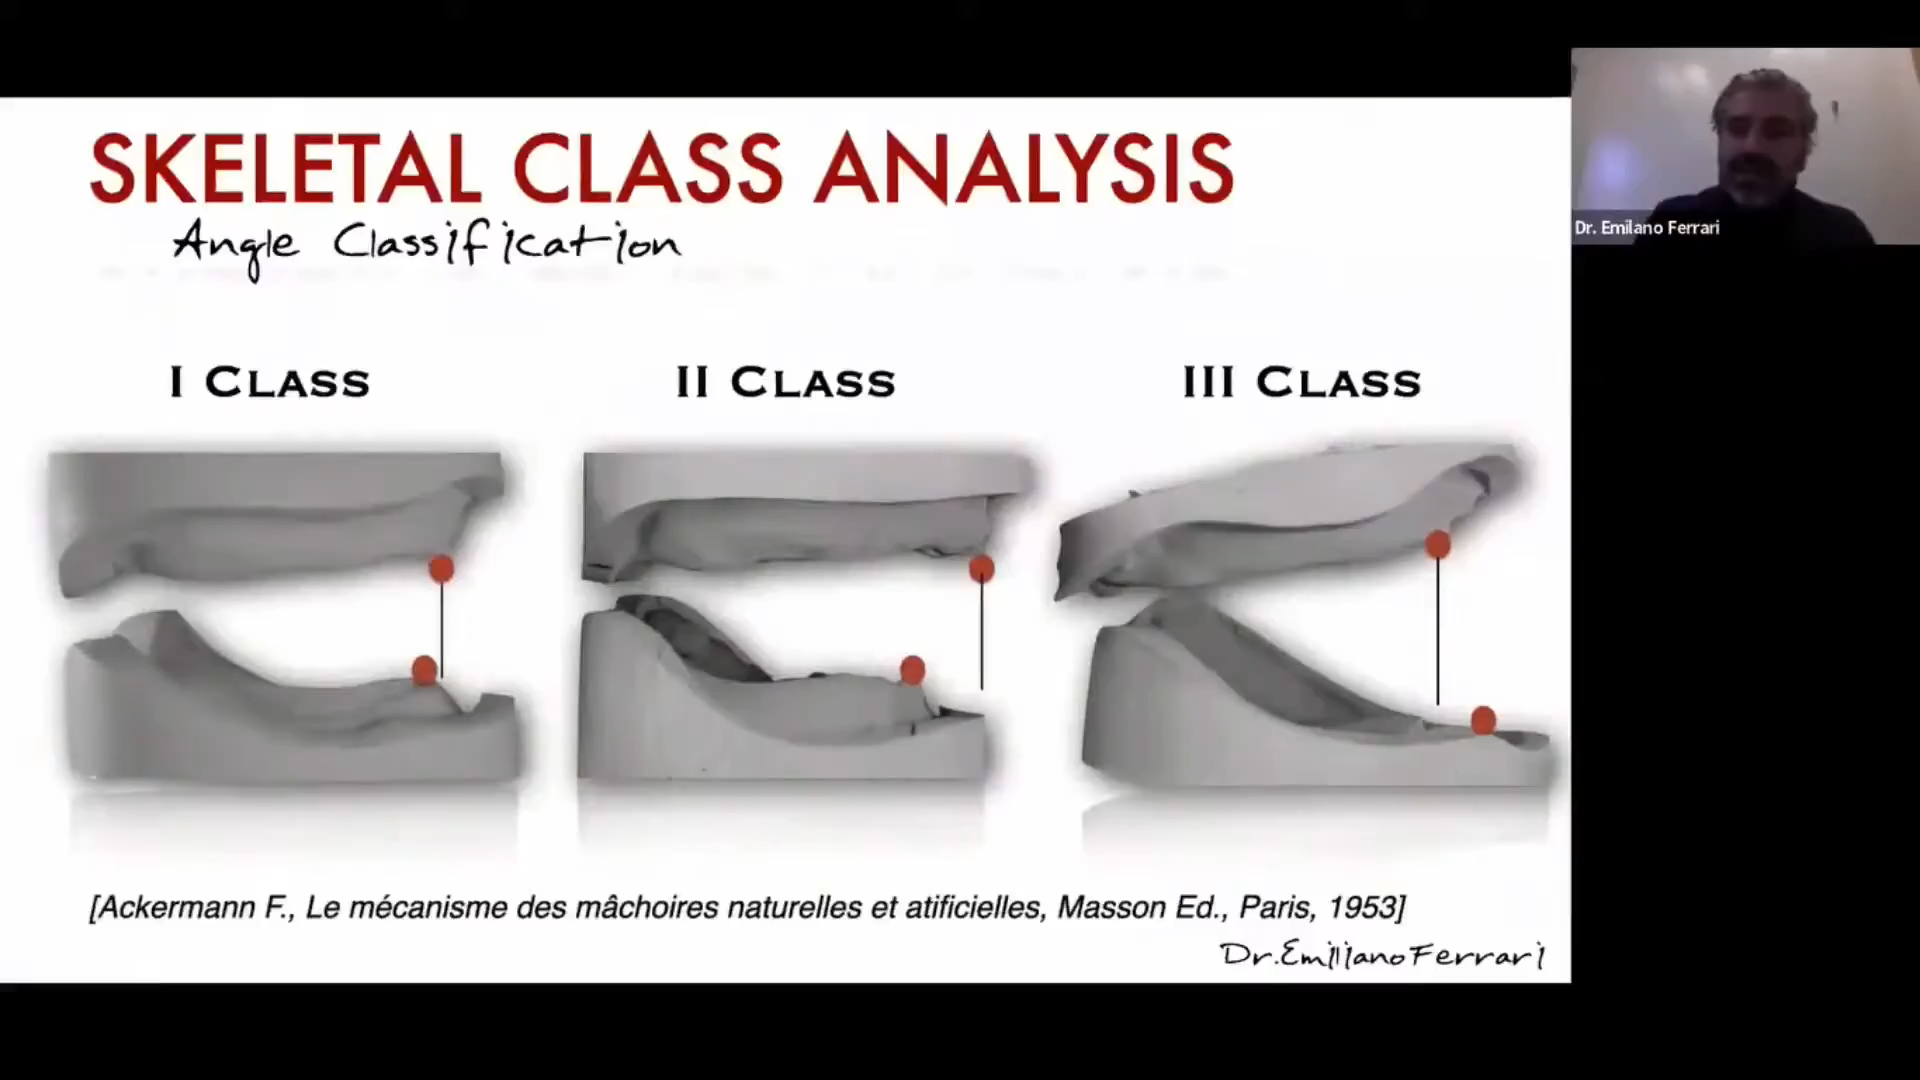 SKELETAL CLASS ANALYSIS
Angle Classification
I CLASS
II CLASS
III CLASS
[Ackermann F., Le mécanisme des mâchoires naturelles et atificielles, Masson Ed., Paris, 1953]
Dr.EmilianoFerrari
Dr. Emilano Ferrari